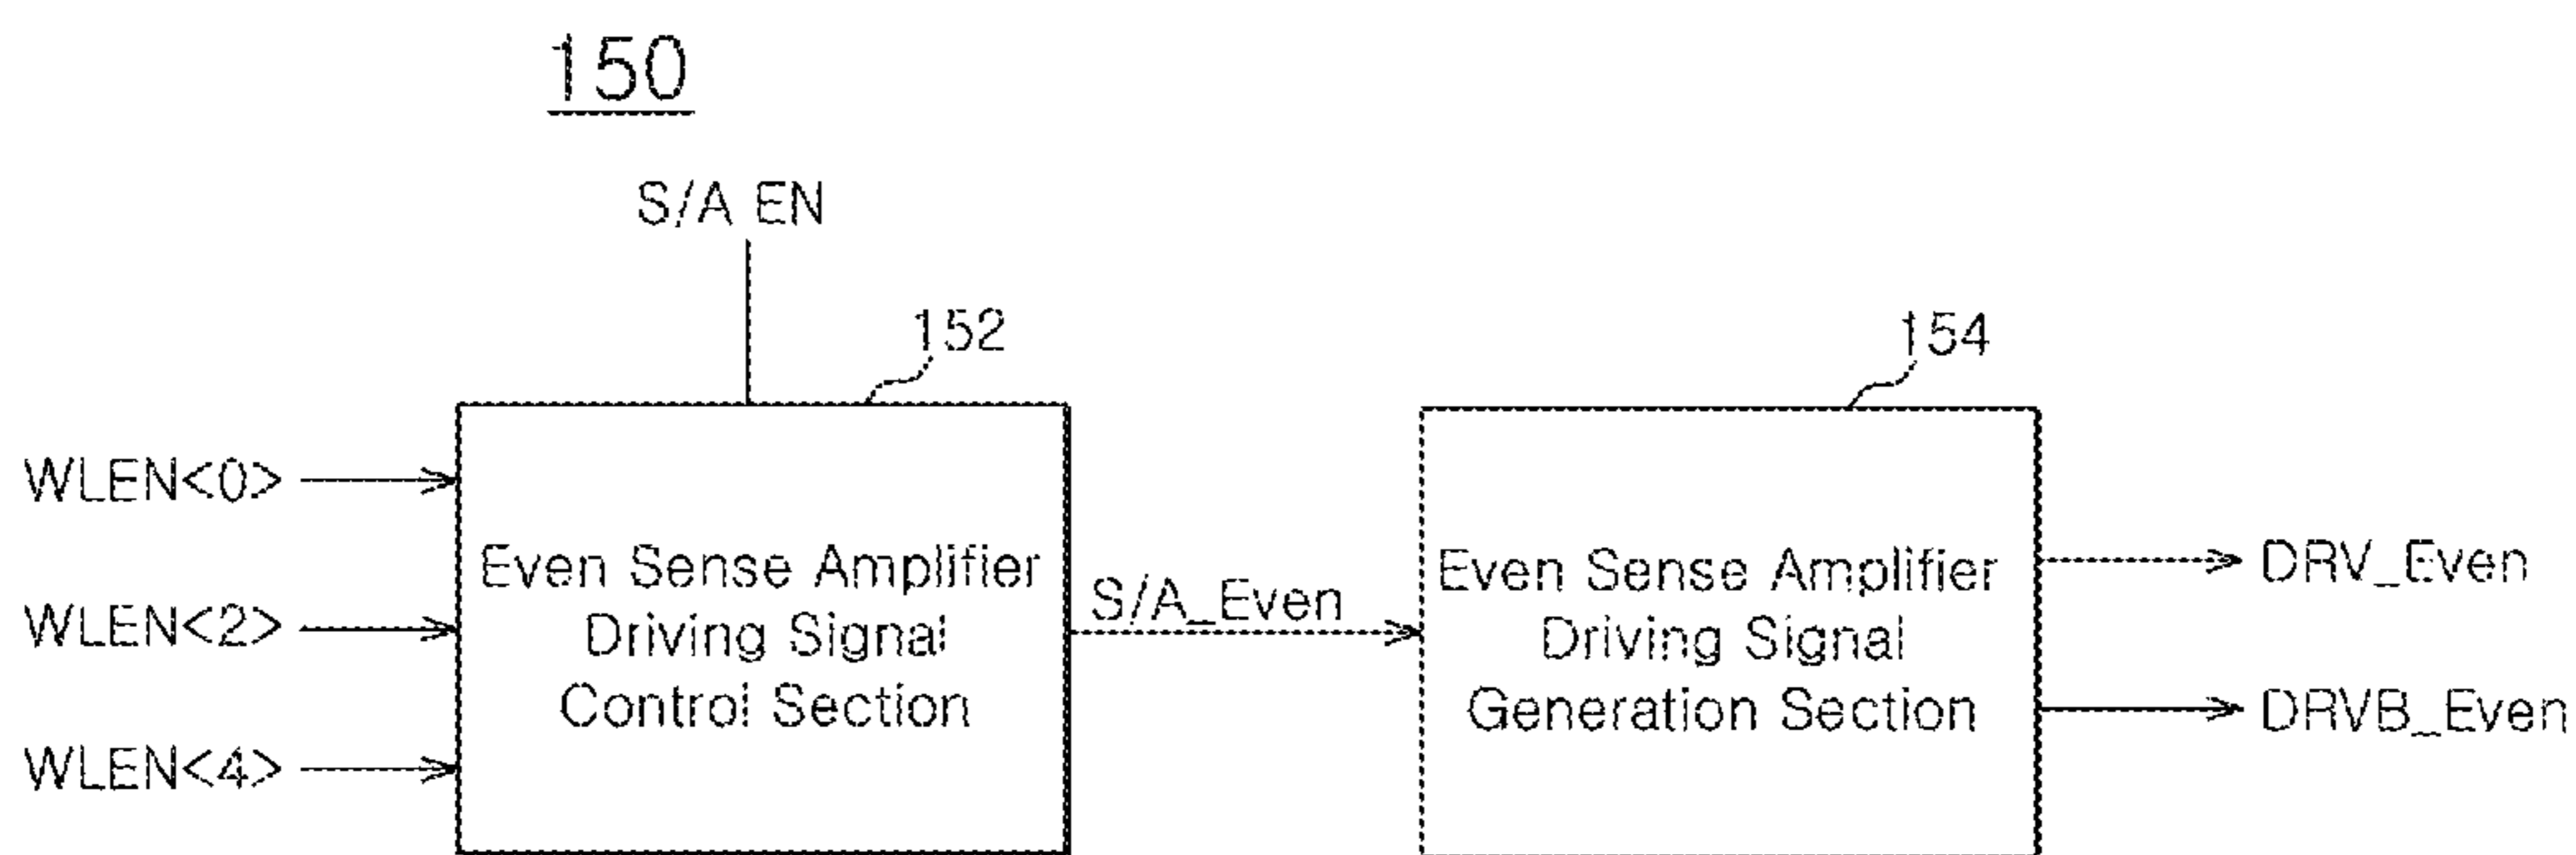 150
S/A EN
152
154
WLEN<0>
WLEN<2>
WLEN<4>
Even Sense Amplifier
Driving Signal
Control Section
S/A_Even
Even Sense Amplifier
Driving Signal
Generation Section
DRV_Even
DRVB_Even